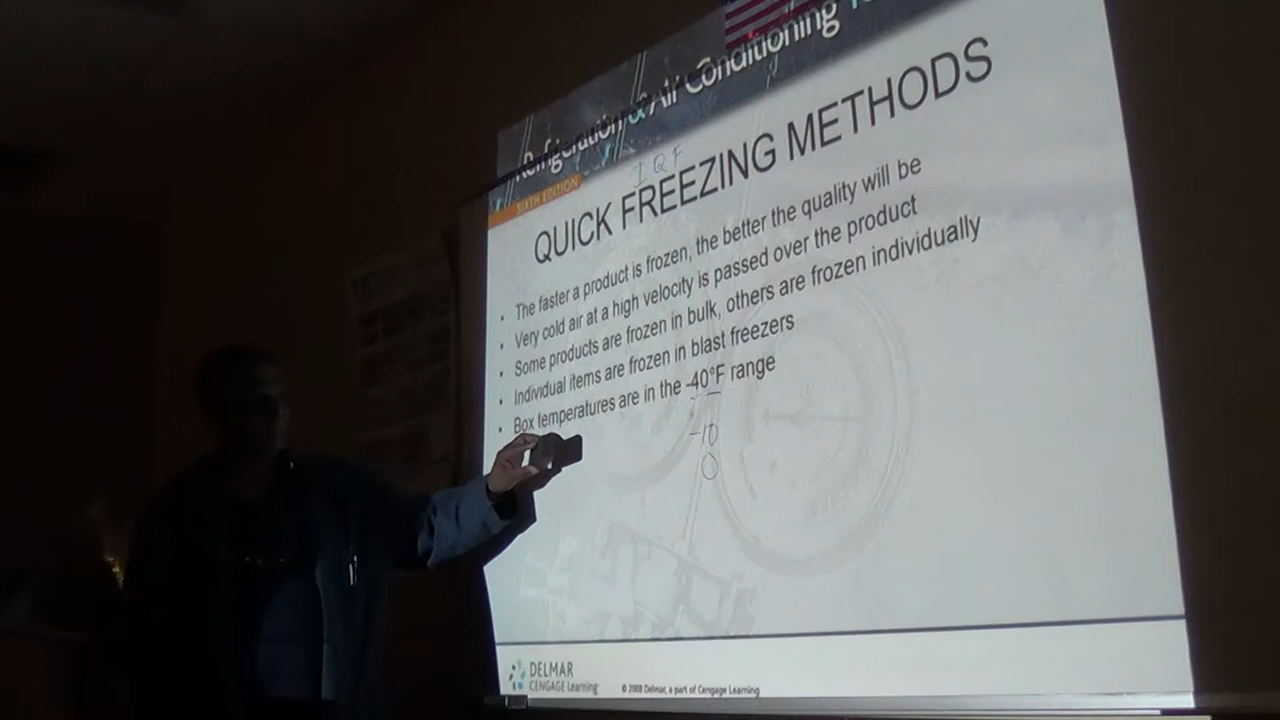 Refrigeration & Air Conditioning
SIXTH EDITION
IQF
QUICK FREEZING METHODS
• The faster a product is frozen, the better the quality will be
• Very cold air at a high velocity is passed over the product
• Some products are frozen in bulk, others are frozen individually
• Individual items are frozen in blast freezers
• Box temperatures are in the -40°F range
-10
0
DELMAR
CENGAGE Learning
© 2008 Delmar, a part of Cengage Learning